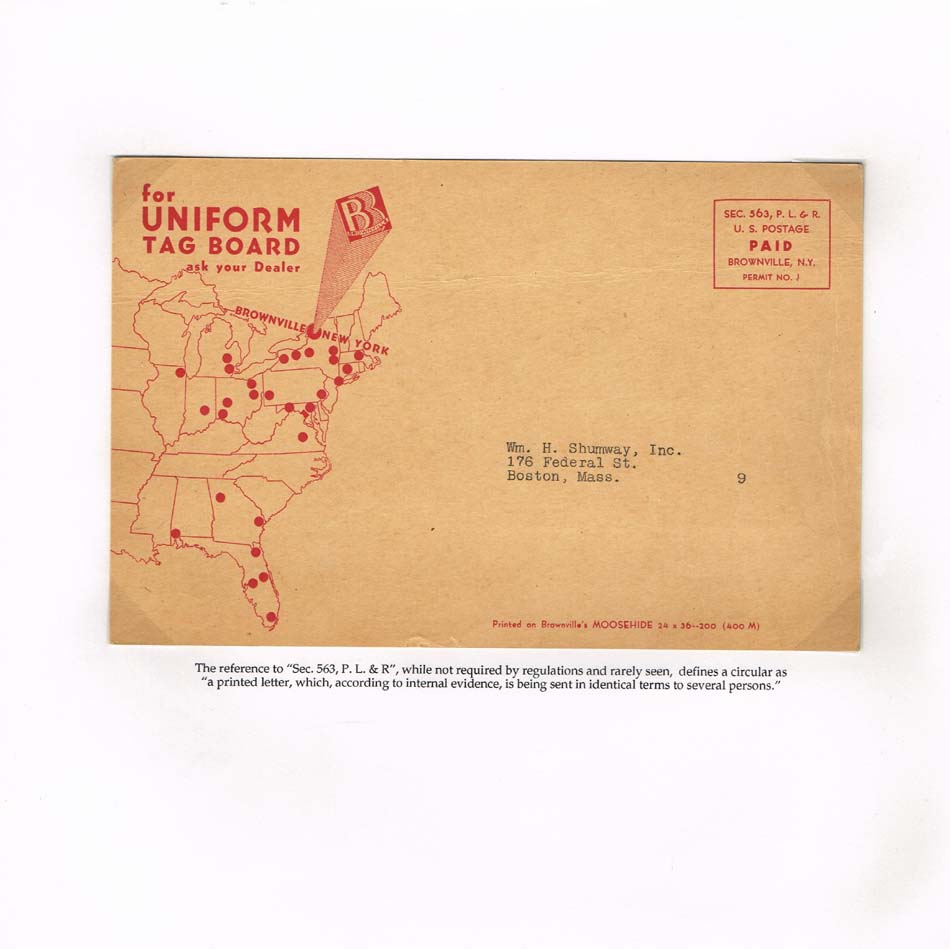 for
UNIFORM
TAG BOARD
ask your Dealer
B
BROWNVILLE NEW YORK
SEC. 563, P. L. & R.
U. S. POSTAGE
PAID
BROWNVILLE, N.Y.
PERMIT NO. 1
Wm. H. Shumway, Inc.
176 Federal St.
Boston, Mass. 9
Printed on Brownville's MOOSEHIDE 24 x 36--200 (400 M)
The reference to "Sec. 563, P. L. & R", while not required by regulations and rarely seen, defines a circular as
"a printed letter, which, according to internal evidence, is being sent in identical terms to several persons."